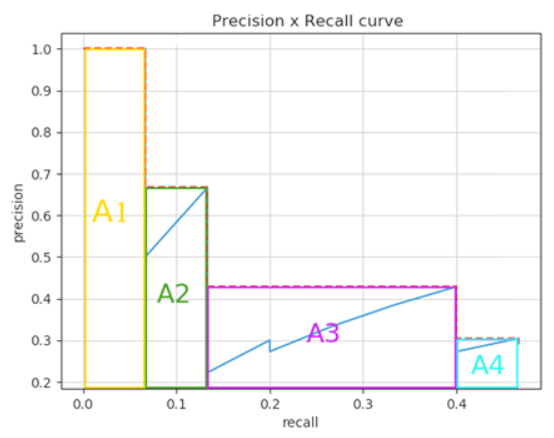 Precision x Recall curve
1.0
0.9
0.8
0.7
0.6
0.5
0.4
0.3
0.2
precision
A1
A2
A3
A4
0.0 0.1 0.2 0.3 0.4
recall